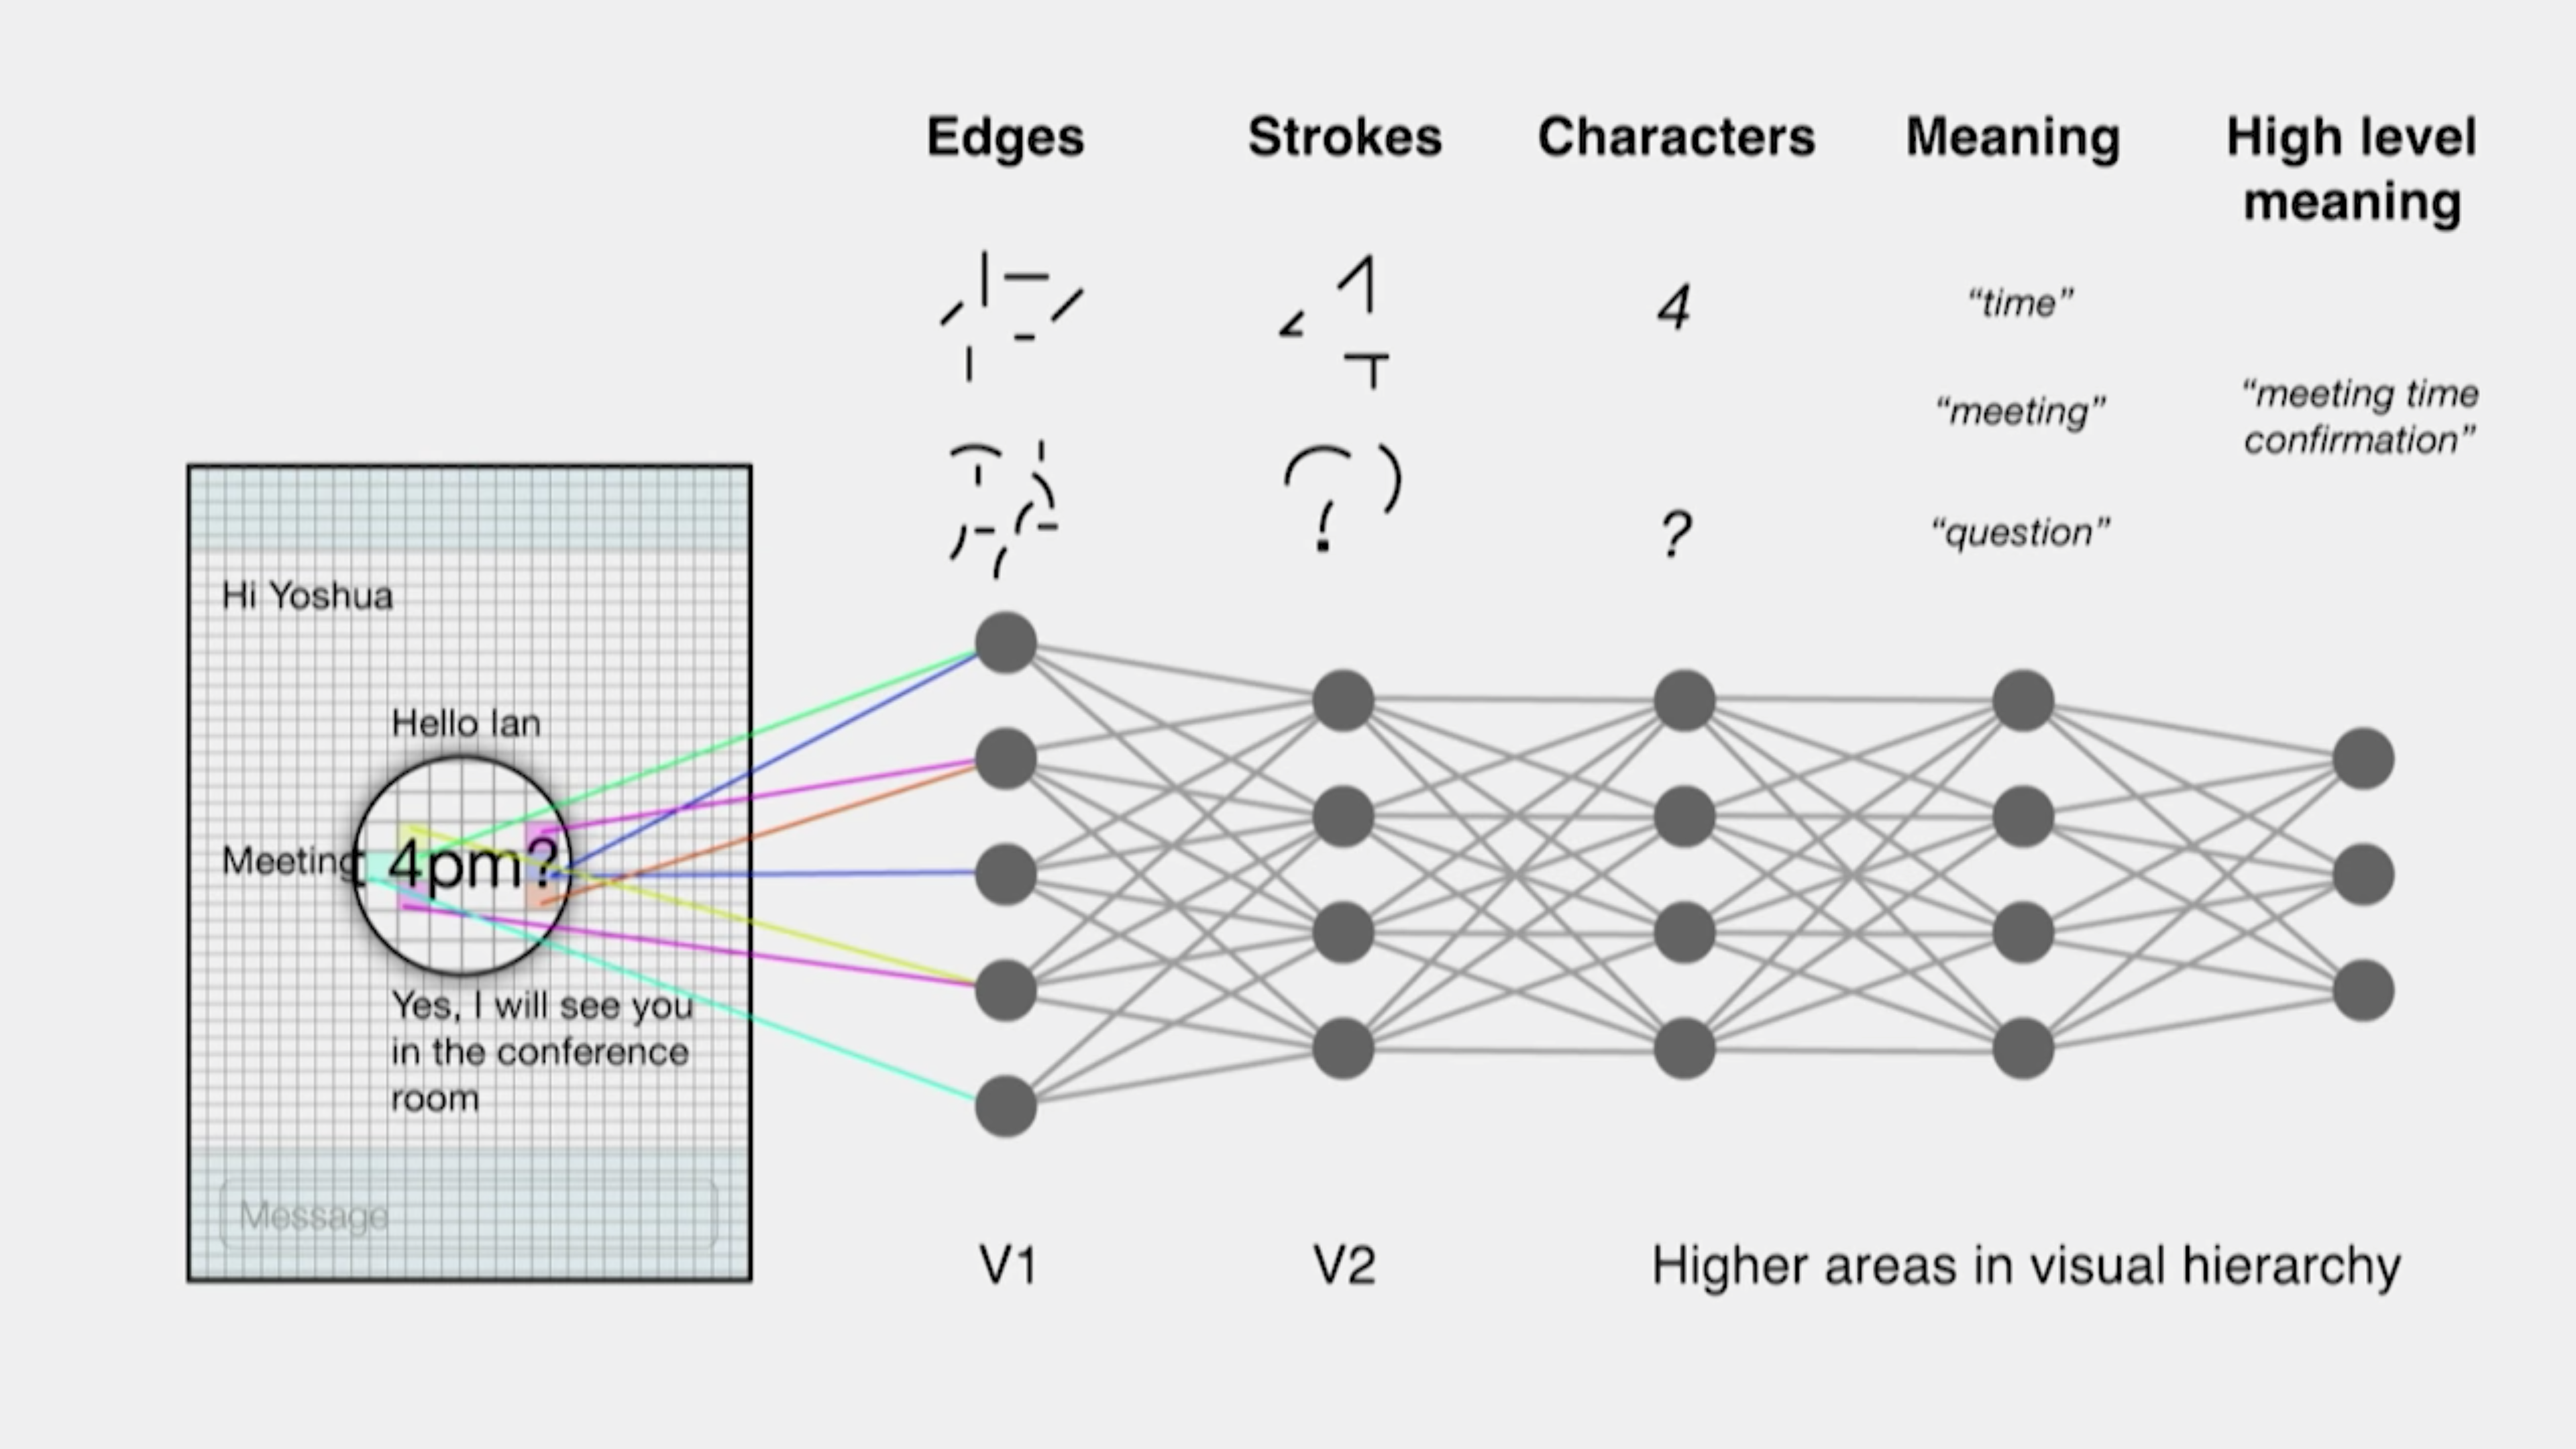 Edges Strokes Characters Meaning High level
meaning
4 “time”
“meeting” “meeting time
confirmation”
? “question”
Hi Yoshua
Hello Ian
Meeting t 4pm?
Yes, I will see you
in the conference
room
Message
V1 V2 Higher areas in visual hierarchy